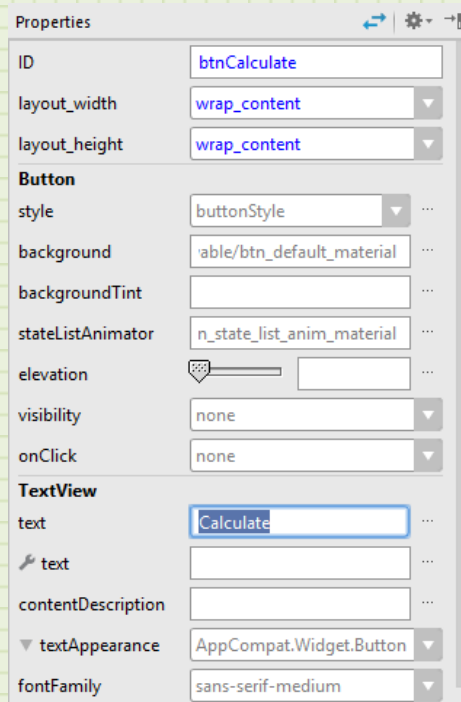 Properties
ID btnCalculate
layout_width wrap_content
layout_height wrap_content
Button
style buttonStyle ...
background able/btn_default_material ...
backgroundTint ...
stateListAnimator n_state_list_anim_material ...
elevation ...
visibility none
onClick none
TextView
text Calculate ...
text ...
contentDescription ...
textAppearance AppCompat.Widget.Button
fontFamily sans-serif-medium